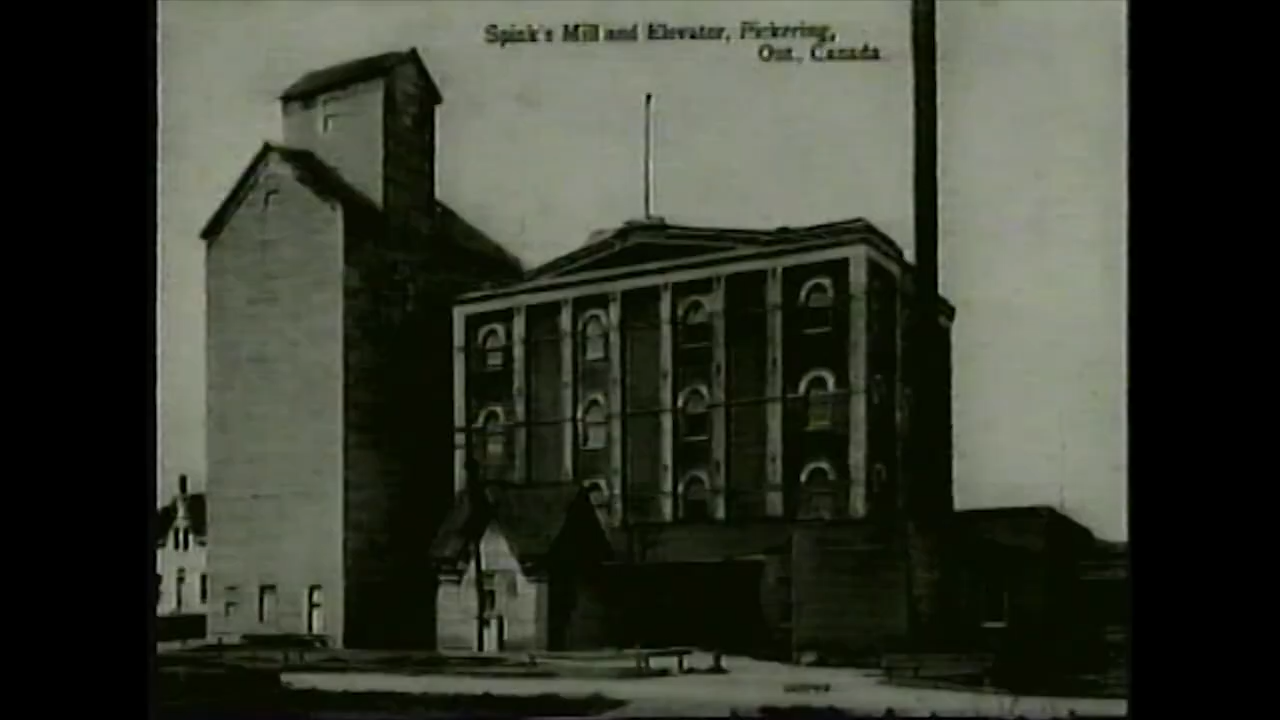 Spink's Mill and Elevator, Pickering,
Ont., Canada